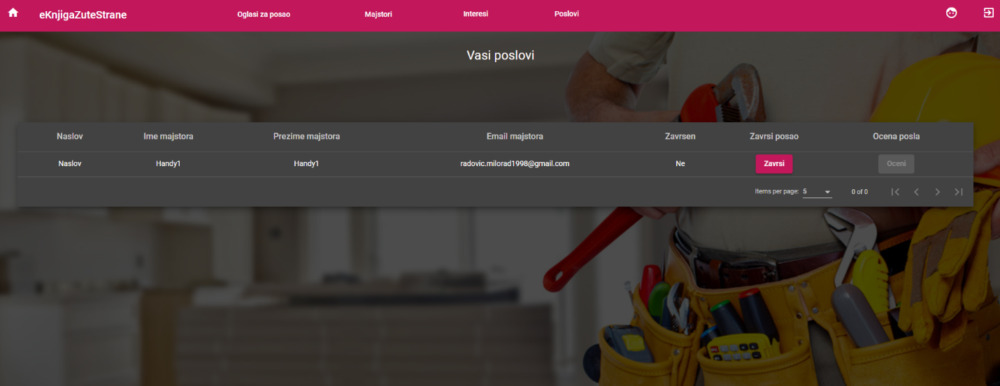 eKnjigaZuteStrane Oglasi za posao Majstori Interesi Poslovi
Vasi poslovi
Naslov Ime majstora Prezime majstora Email majstora Zavrsen Zavrsi posao Ocena posla
Naslov Handy1 Handy1 radovic.milorad1998@gmail.com Ne Zavrsi Oceni
Items per page: 5 0 of 0